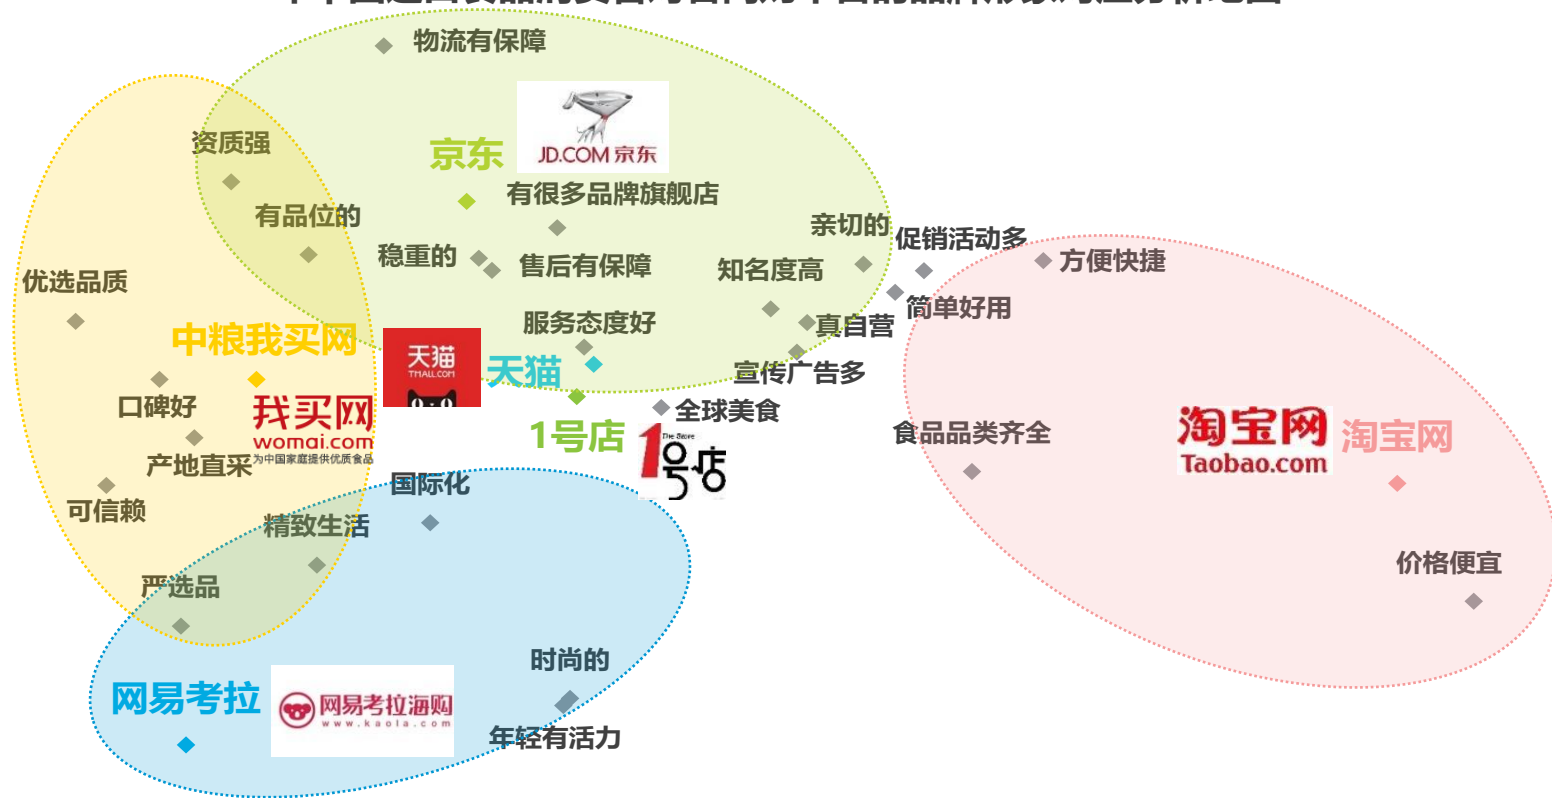 物流有保障
资质强
京东
JD.COM 京东
有很多品牌旗舰店
有品位的
亲切的
促销活动多
稳重的
售后有保障
知名度高
方便快捷
优选品质
简单好用
服务态度好
真自营
中粮我买网
天猫
TMALL.COM
天猫
宣传广告多
口碑好
我买网
womai.com
为中国家庭提供优质食品
全球美食
1号店
The Store
1号店
食品品类齐全
淘宝网
Taobao.com
淘宝网
产地直采
国际化
可信赖
精致生活
严选品
价格便宜
时尚的
网易考拉
网易考拉海购
www.kaola.com
年轻有活力